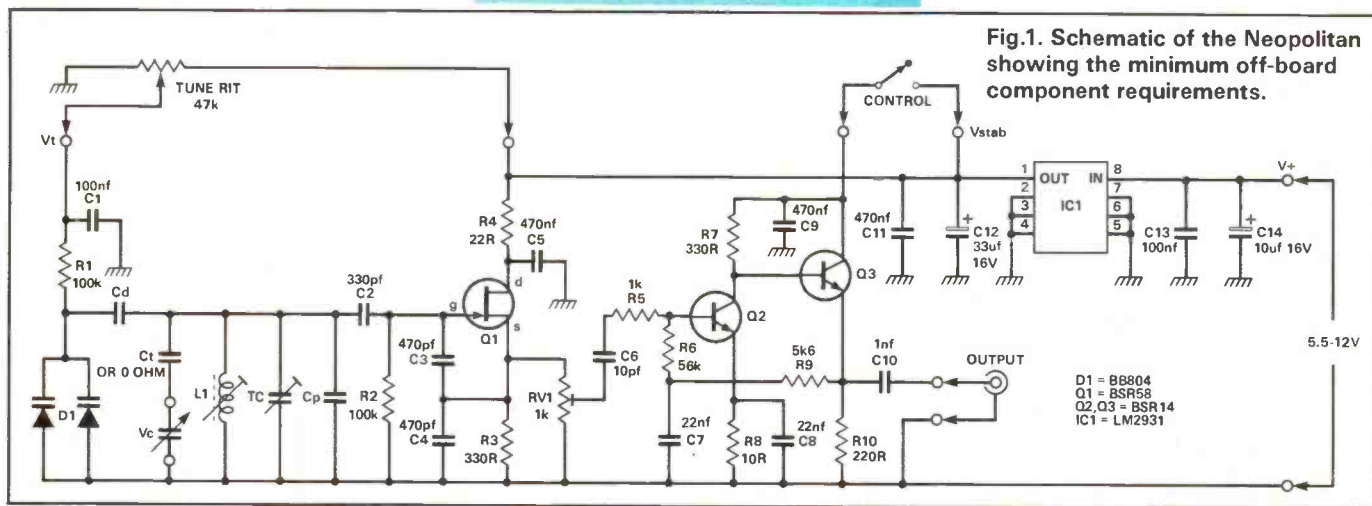 Fig.1. Schematic of the Neopolitan
showing the minimum off-board
component requirements.
TUNE RIT
47k
Vt
100nf
C1
R1
100k
Cd
Ct
OR 0 OHM
D1
Vc
L1
TC
Cp
330pf
C2
R2
100k
470pf
C3
470pf
C4
R4
22R
470nf
C5
g
d
s
Q1
R3
330R
RV1
1k
1k
R5
C6
10pf
R6
56k
22nf
C7
R7
330R
470nf
C9
Q2
Q3
5k6
R9
R8
10R
22nf
C8
R10
220R
1nf
C10
OUTPUT
CONTROL
Vstab
470nf
C11
C12
33uf
16V
1
2
3
4
OUT
IN
IC1
8
7
6
5
C13
100nf
C14
10uf 16V
V+
5.5-12V
D1 = BB804
Q1 = BSR58
Q2,Q3 = BSR14
IC1 = LM2931